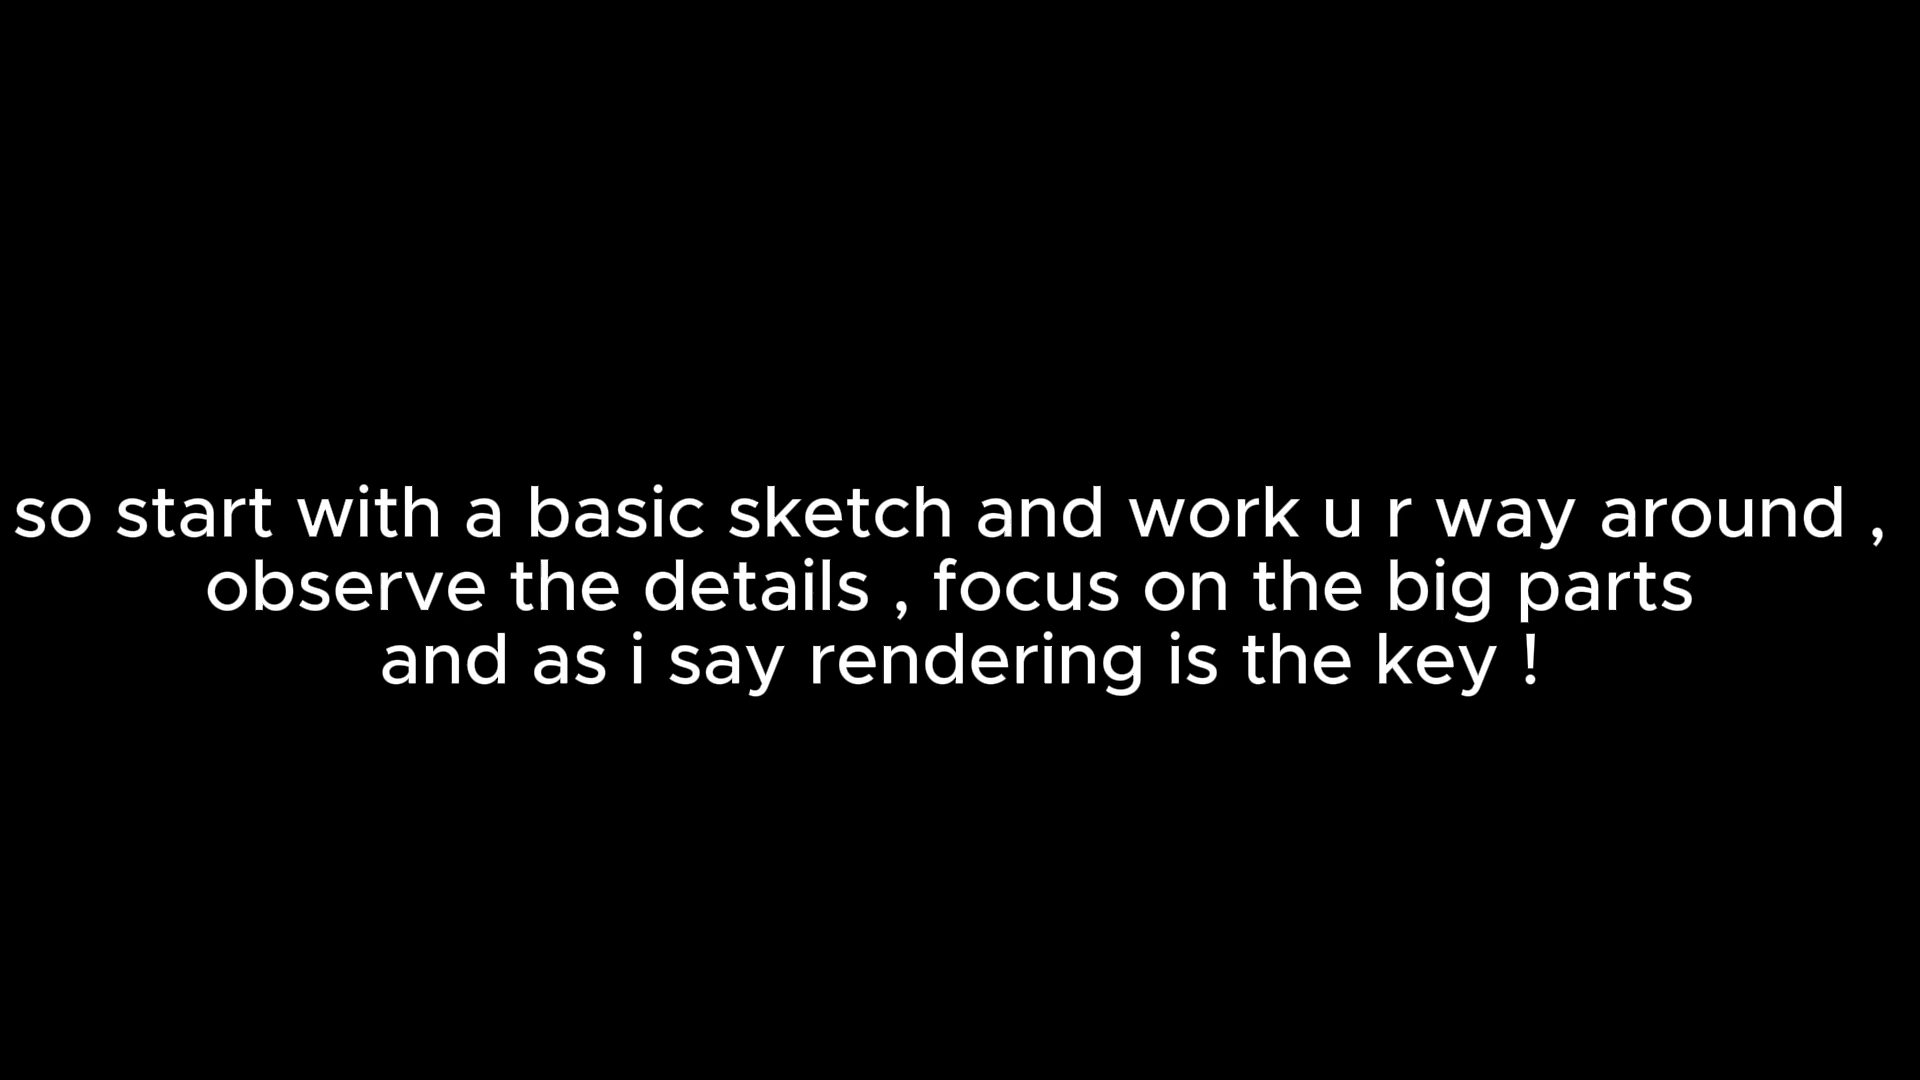 so start with a basic sketch and work u r way around ,
observe the details , focus on the big parts
and as i say rendering is the key !